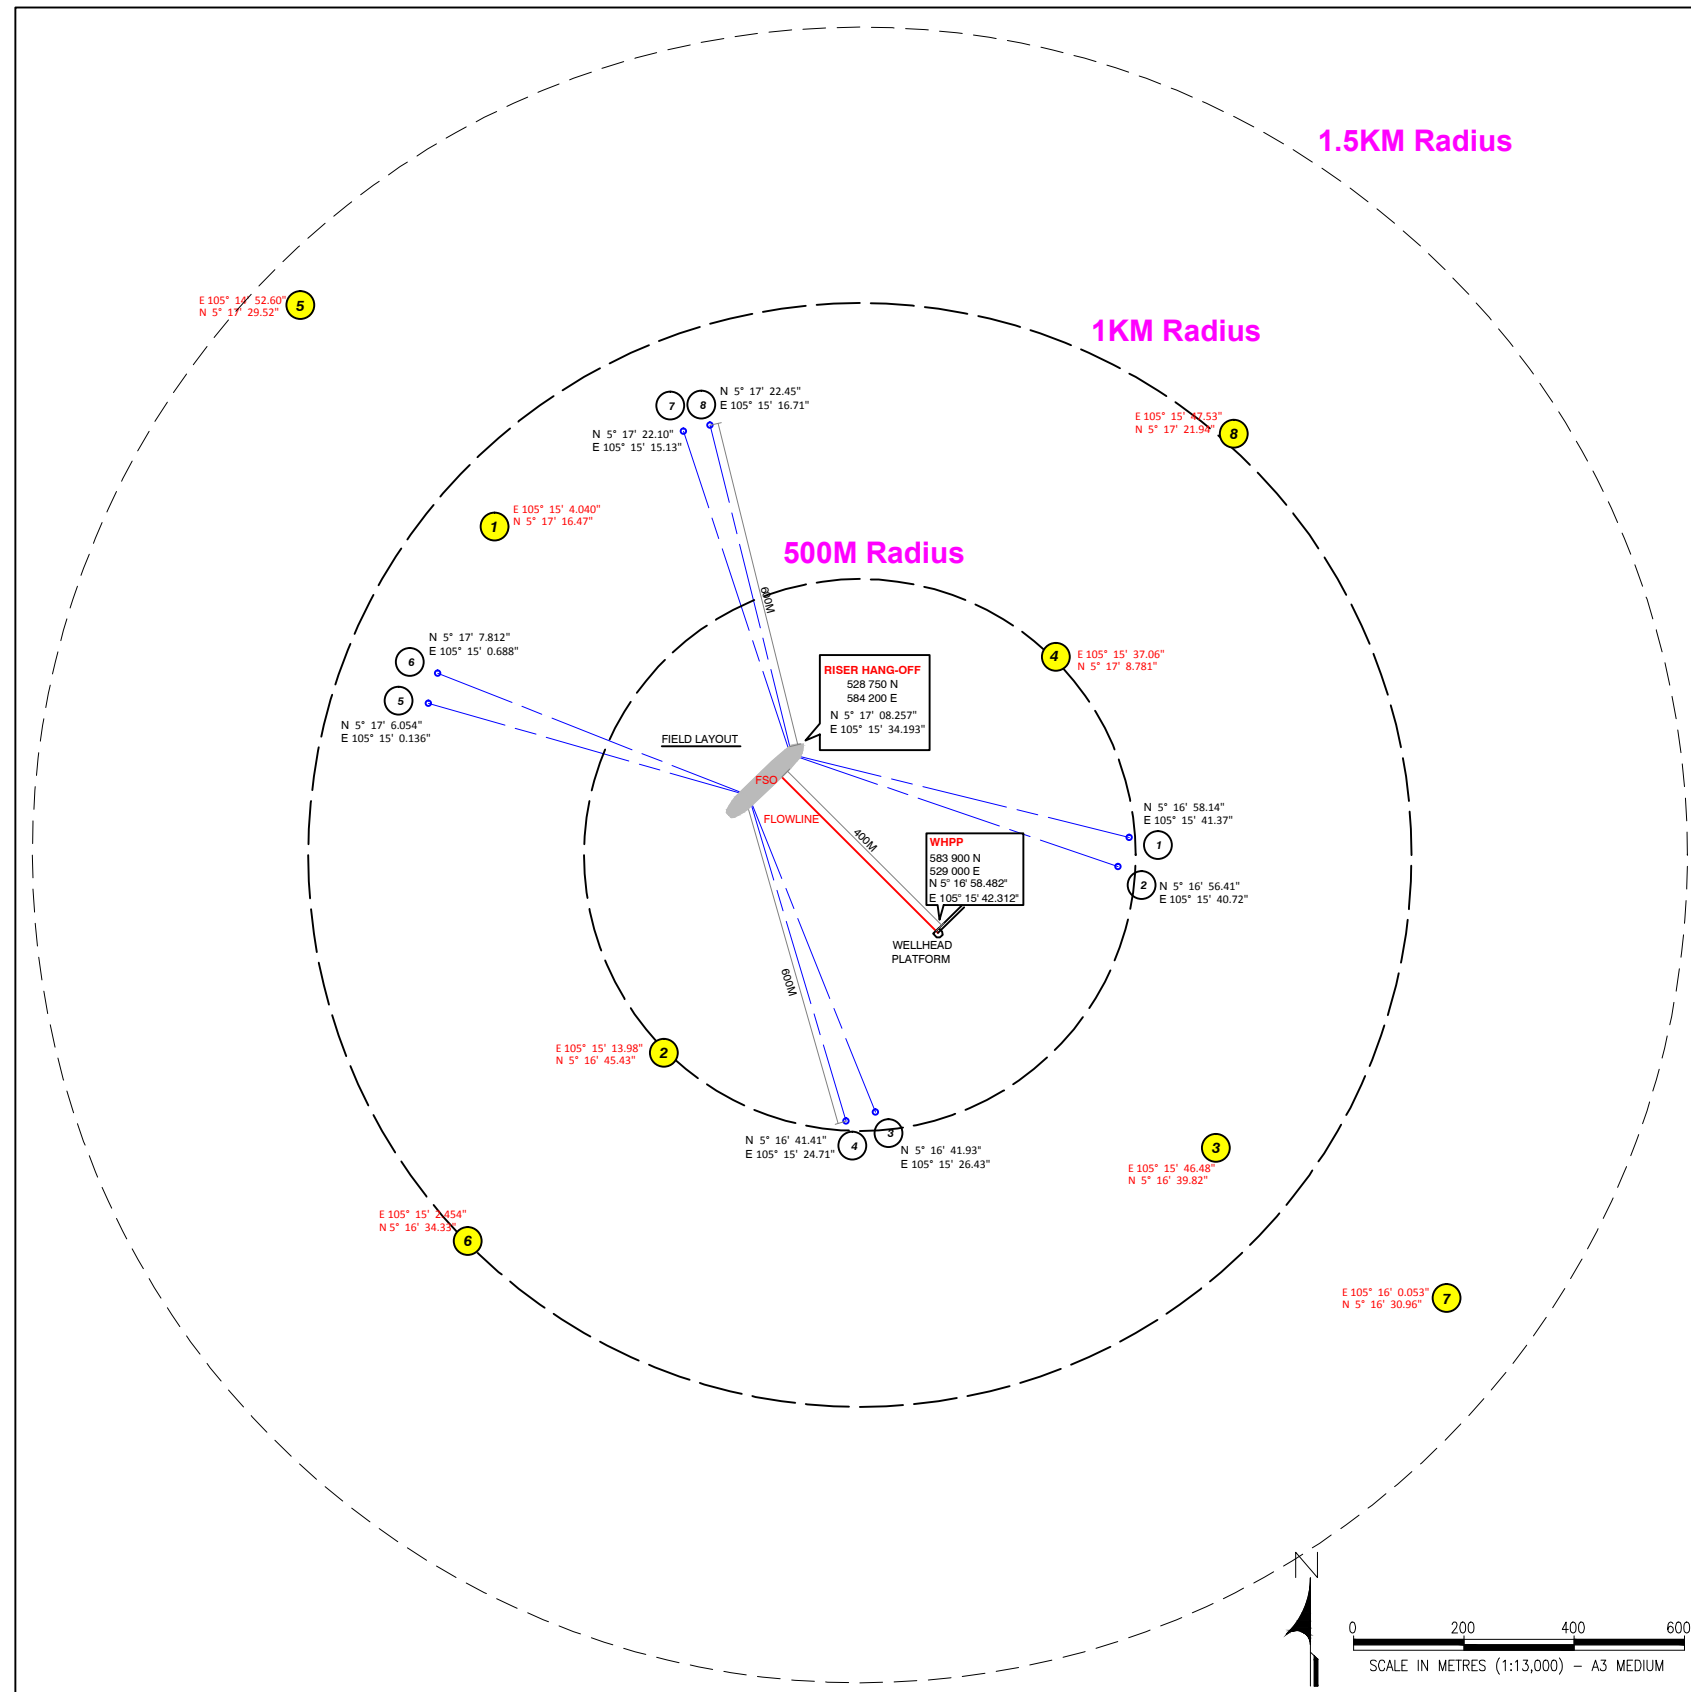 1.5KM Radius
E 105° 14' 52.60"
N 5° 17' 29.52"
5
1KM Radius
7
8
N 5° 17' 22.45"
E 105° 15' 16.71"
N 5° 17' 22.10"
E 105° 15' 15.13"
E 105° 15' 47.53"
N 5° 17' 21.94"
8
1
E 105° 15' 4.040"
N 5° 17' 16.47"
500M Radius
600M
N 5° 17' 7.812"
E 105° 15' 0.688"
6
5
N 5° 17' 6.054"
E 105° 15' 0.136"
4
E 105° 15' 37.06"
N 5° 17' 8.781"
RISER HANG-OFF
528 750 N
584 200 E
N 5° 17' 08.257"
E 105° 15' 34.193"
FIELD LAYOUT
FSO
FLOWLINE
400M
N 5° 16' 58.14"
E 105° 15' 41.37"
1
WHPP
583 900 N
529 000 E
N 5° 16' 58.482"
E 105° 15' 42.312"
2
N 5° 16' 56.41"
E 105° 15' 40.72"
WELLHEAD
PLATFORM
600M
E 105° 15' 13.98"
N 5° 16' 45.43"
2
N 5° 16' 41.41"
E 105° 15' 24.71"
4
3
N 5° 16' 41.93"
E 105° 15' 26.43"
3
E 105° 15' 46.48"
N 5° 16' 39.82"
E 105° 15' 2.454"
N 5° 16' 34.33"
6
E 105° 16' 0.053"
N 5° 16' 30.96"
7
N
0 200 400 600
SCALE IN METRES (1:13,000) – A3 MEDIUM